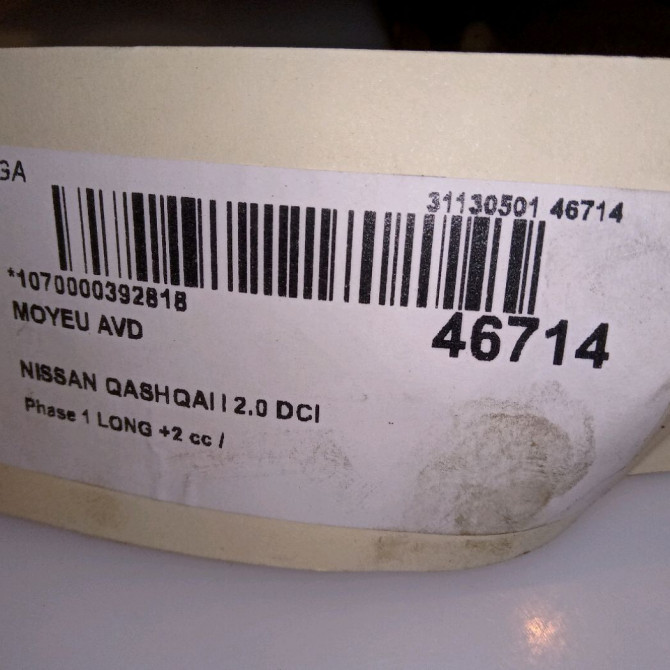 GA
31130501 46714
*1070000392818
46714
MOYEU AVD
NISSAN QASHQAI I 2.0 DCI
Phase 1 LONG +2 cc /